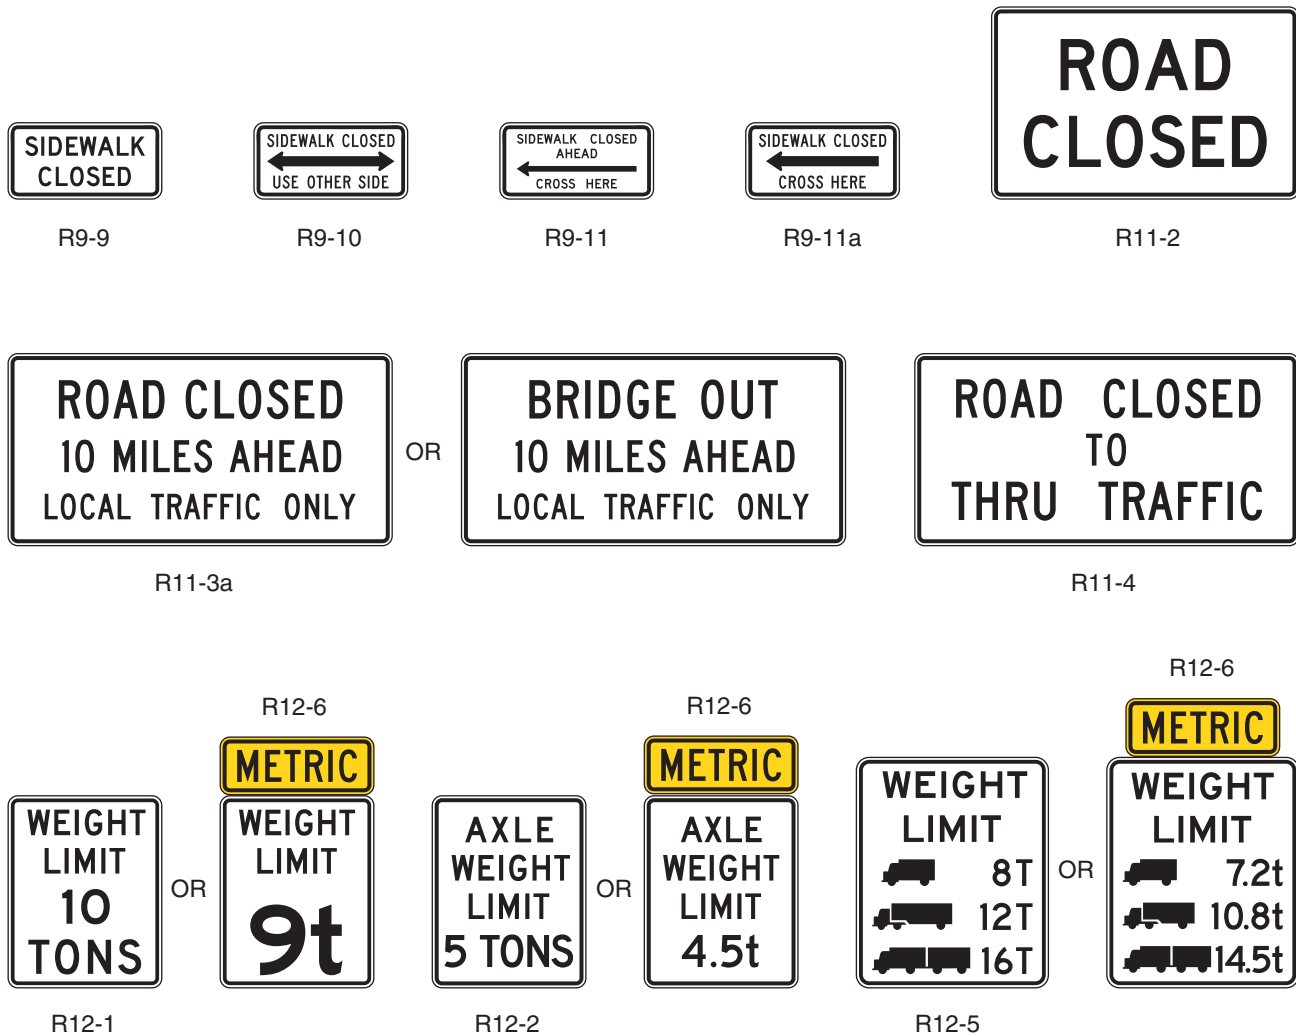 SIDEWALK
CLOSED
R9-9
SIDEWALK CLOSED
USE OTHER SIDE
R9-10
SIDEWALK CLOSED
AHEAD
CROSS HERE
R9-11
SIDEWALK CLOSED
CROSS HERE
R9-11a
ROAD
CLOSED
R11-2
ROAD CLOSED
10 MILES AHEAD
LOCAL TRAFFIC ONLY
R11-3a
OR
BRIDGE OUT
10 MILES AHEAD
LOCAL TRAFFIC ONLY
ROAD CLOSED
TO
THRU TRAFFIC
R11-4
WEIGHT
LIMIT
10
TONS
R12-1
OR
R12-6
METRIC
WEIGHT
LIMIT
9t
AXLE
WEIGHT
LIMIT
5 TONS
R12-2
OR
R12-6
METRIC
AXLE
WEIGHT
LIMIT
4.5t
WEIGHT
LIMIT
8T
12T
16T
R12-5
OR
R12-6
METRIC
WEIGHT
LIMIT
7.2t
10.8t
14.5t